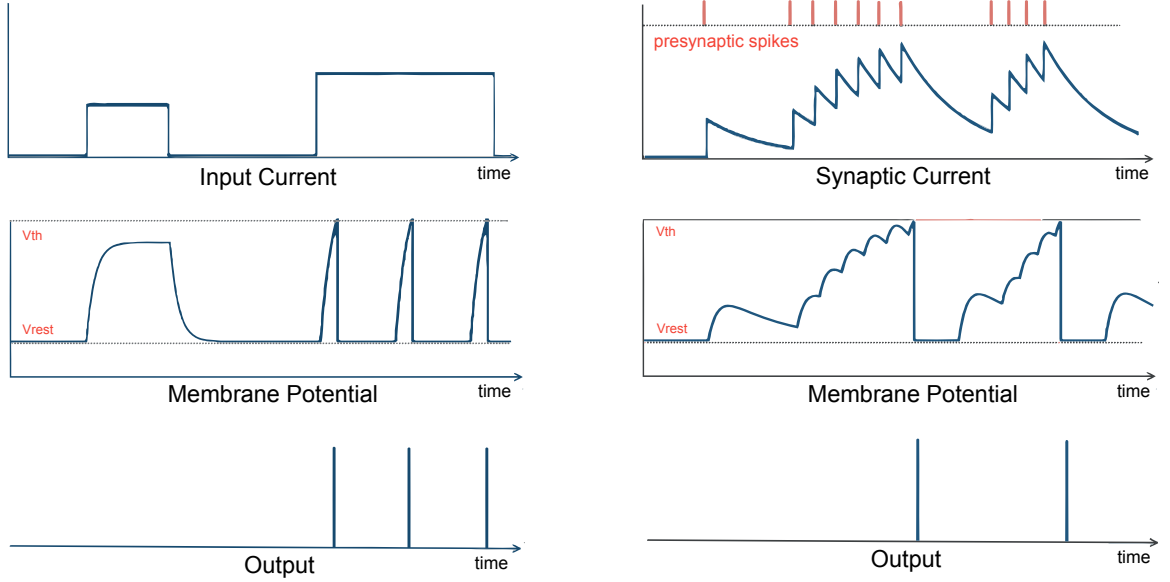 Input Current
time
Vth
Vrest
Membrane Potential
time
Output
time
presynaptic spikes
Synaptic Current
time
Vth
Vrest
Membrane Potential
time
Output
time